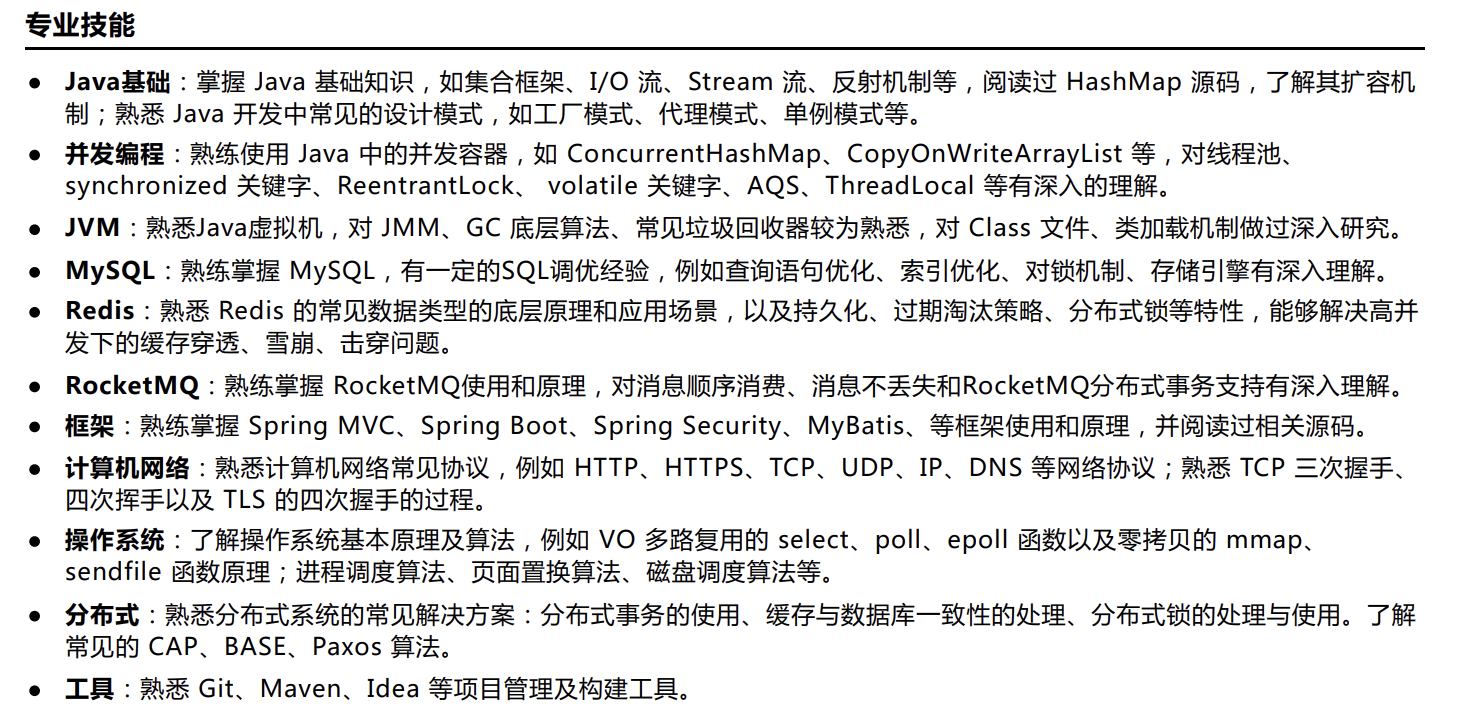 专业技能
● Java基础：掌握 Java 基础知识，如集合框架、I/O 流、Stream 流、反射机制等，阅读过 HashMap 源码，了解其扩容机
制；熟悉 Java 开发中常见的设计模式，如工厂模式、代理模式、单例模式等。
● 并发编程：熟练使用 Java 中的并发容器，如 ConcurrentHashMap、CopyOnWriteArrayList 等，对线程池、
synchronized 关键字、ReentrantLock、 volatile 关键字、AQS、ThreadLocal 等有深入的理解。
● JVM：熟悉Java虚拟机，对 JMM、GC 底层算法、常见垃圾回收器较为熟悉，对 Class 文件、类加载机制做过深入研究。
● MySQL：熟练掌握 MySQL，有一定的SQL调优经验，例如查询语句优化、索引优化、对锁机制、存储引擎有深入理解。
● Redis：熟悉 Redis 的常见数据类型的底层原理和应用场景，以及持久化、过期淘汰策略、分布式锁等特性，能够解决高并
发下的缓存穿透、雪崩、击穿问题。
● RocketMQ：熟练掌握 RocketMQ使用和原理，对消息顺序消费、消息不丢失和RocketMQ分布式事务支持有深入理解。
● 框架：熟练掌握 Spring MVC、Spring Boot、Spring Security、MyBatis、等框架使用和原理，并阅读过相关源码。
● 计算机网络：熟悉计算机网络常见协议，例如 HTTP、HTTPS、TCP、UDP、IP、DNS 等网络协议；熟悉 TCP 三次握手、
四次挥手以及 TLS 的四次握手的过程。
● 操作系统：了解操作系统基本原理及算法，例如 VO 多路复用的 select、poll、epoll 函数以及零拷贝的 mmap、
sendfile 函数原理；进程调度算法、页面置换算法、磁盘调度算法等。
● 分布式：熟悉分布式系统的常见解决方案：分布式事务的使用、缓存与数据库一致性的处理、分布式锁的处理与使用。了解
常见的 CAP、BASE、Paxos 算法。
● 工具：熟悉 Git、Maven、Idea 等项目管理及构建工具。